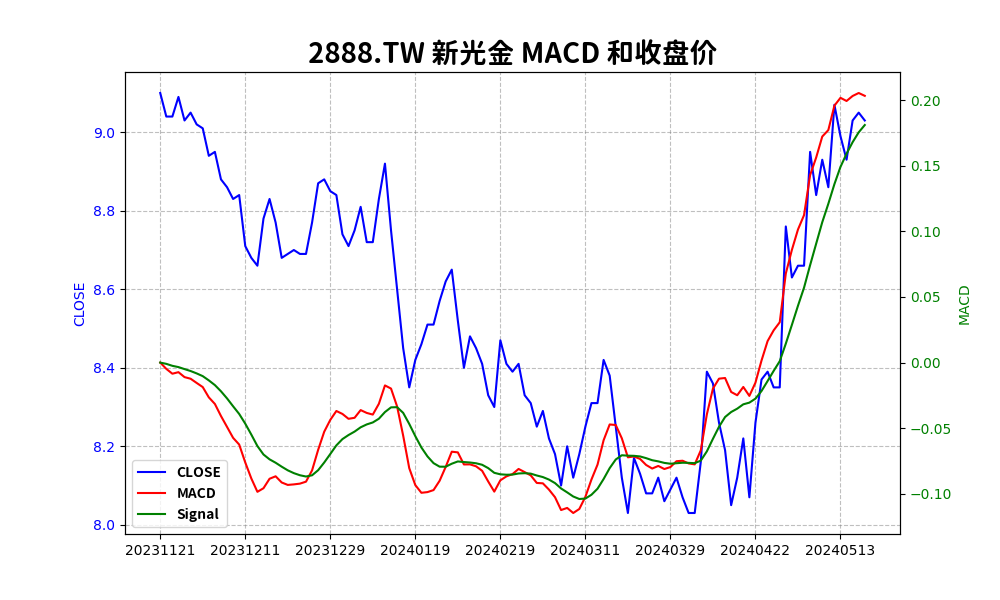 2888.TW 新光金 MACD 和收盘价
9.0
8.8
8.6
8.4
8.2
8.0
CLOSE
0.20
0.15
0.10
0.05
0.00
−0.05
−0.10
MACD
CLOSE
MACD
Signal
20231121 20231211 20231229 20240119 20240219 20240311 20240329 20240422 20240513